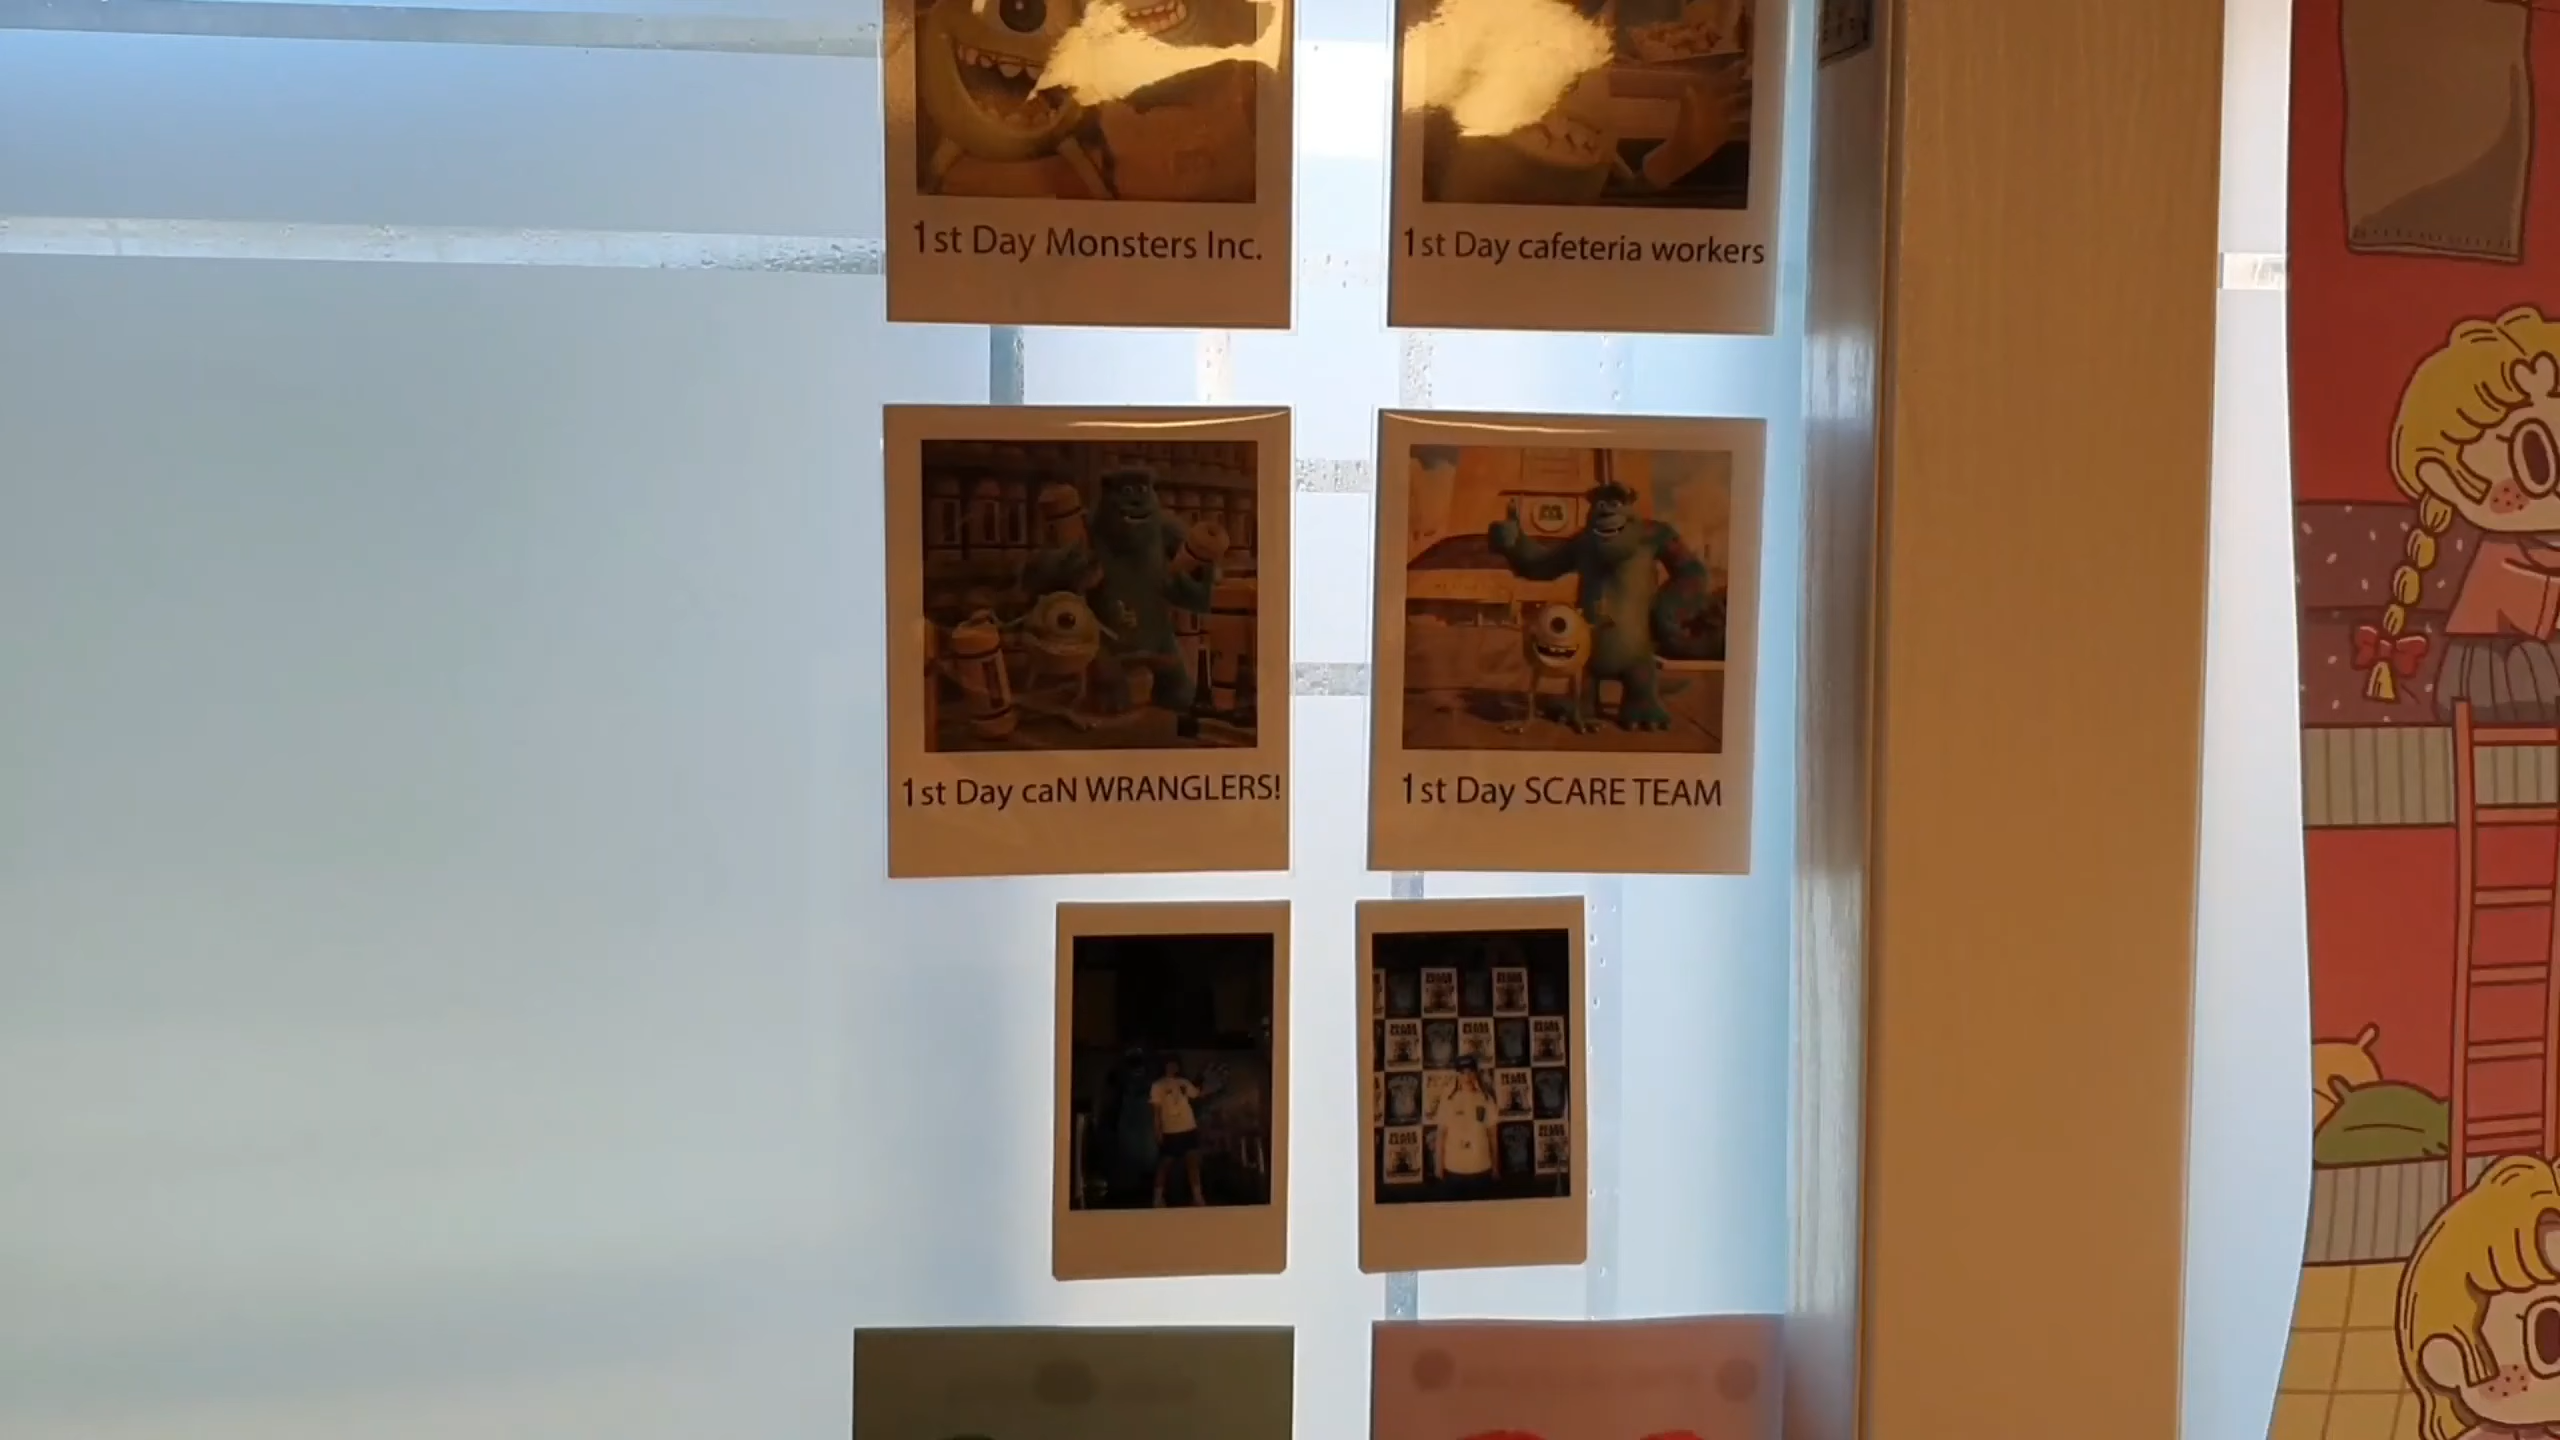 1st Day Monsters Inc.
1st Day cafeteria workers
1st Day caN WRANGLERS!
1st Day SCARE TEAM